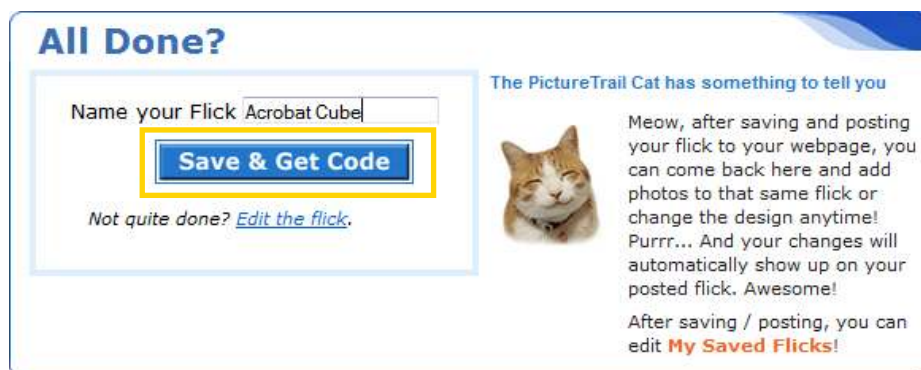 All Done?
Name your Flick Acrobat Cube
Save & Get Code
Not quite done? Edit the flick.
The PictureTrail Cat has something to tell you
Meow, after saving and posting
your flick to your webpage, you
can come back here and add
photos to that same flick or
change the design anytime!
Purrr... And your changes will
automatically show up on your
posted flick. Awesome!
After saving / posting, you can
edit My Saved Flicks!